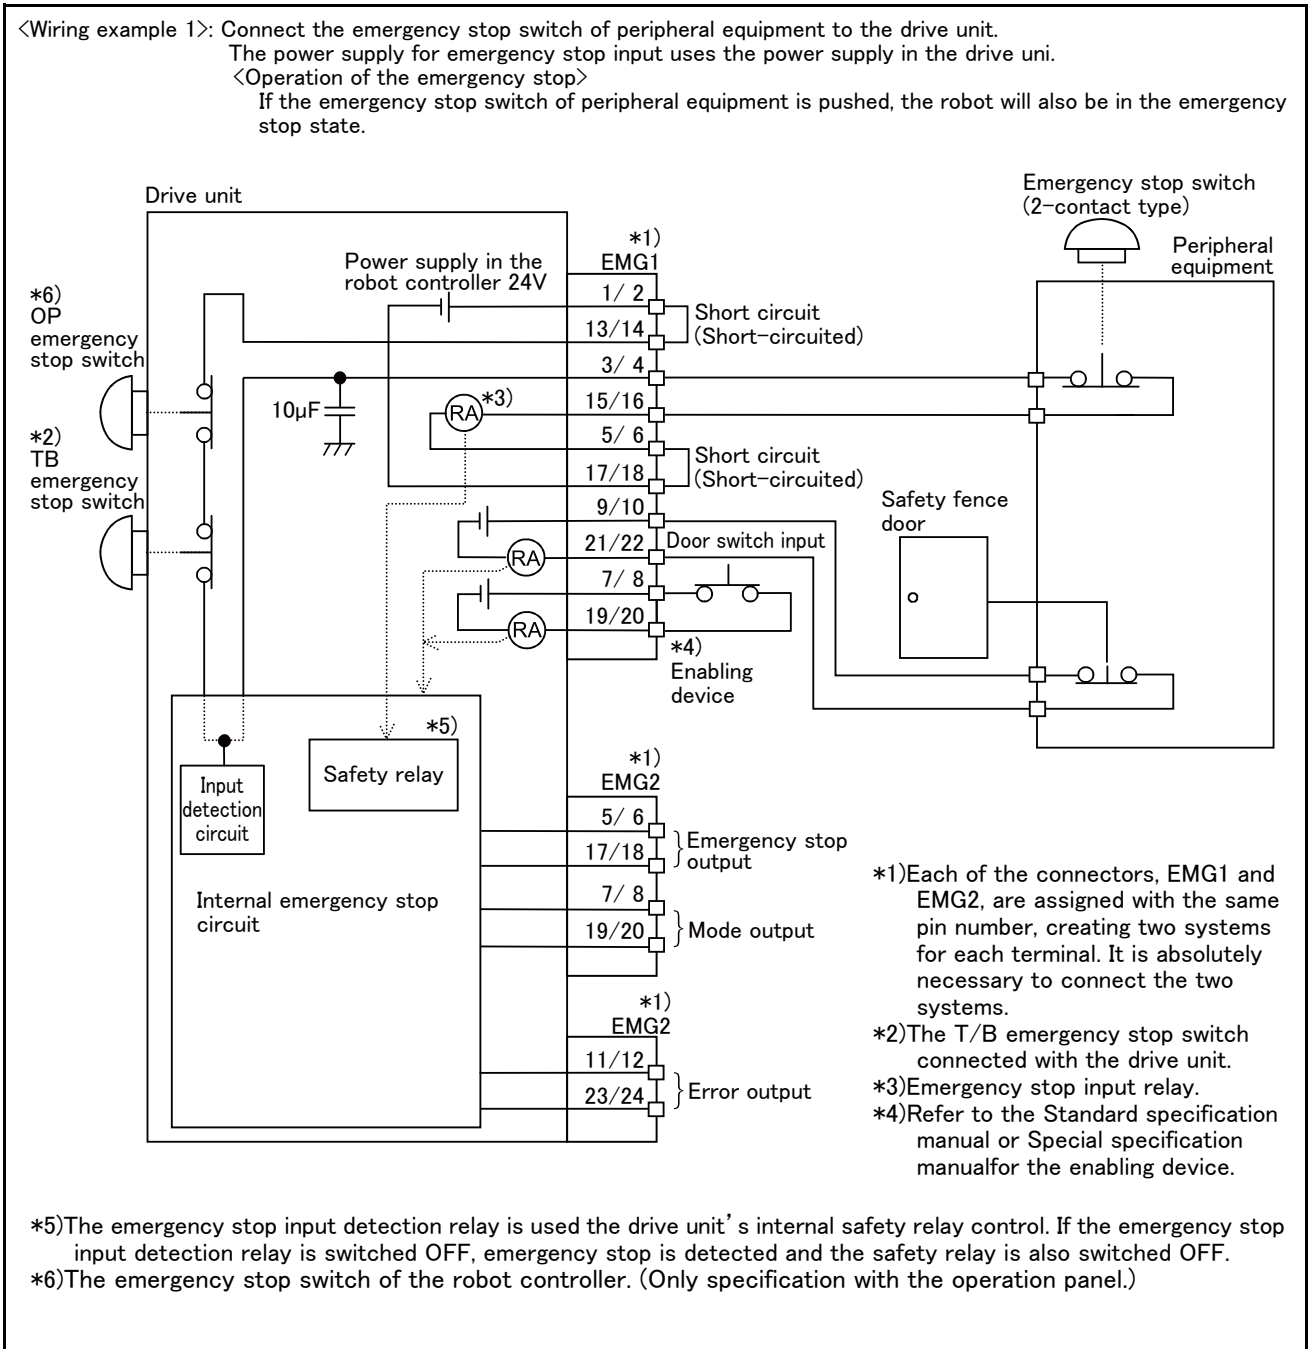 <Wiring example 1>: Connect the emergency stop switch of peripheral equipment to the drive unit.
The power supply for emergency stop input uses the power supply in the drive uni.
<Operation of the emergency stop>
If the emergency stop switch of peripheral equipment is pushed, the robot will also be in the emergency
stop state.
Drive unit
Emergency stop switch
(2-contact type)
Peripheral
equipment
*1)
EMG1
Power supply in the
robot controller 24V
*6)
OP
emergency
stop switch
1/ 2
13/14
Short circuit
(Short-circuited)
3/ 4
10μF
RA
*3)
15/16
*2)
TB
emergency
stop switch
5/ 6
17/18
Short circuit
(Short-circuited)
9/10
Safety fence
door
RA
21/22
Door switch input
7/ 8
RA
19/20
*4)
Enabling
device
*5)
Safety relay
Input
detection
circuit
Internal emergency stop
circuit
*1)
EMG2
5/ 6
17/18
Emergency stop
output
7/ 8
19/20
Mode output
*1)
EMG2
11/12
23/24
Error output
*1)Each of the connectors, EMG1 and
EMG2, are assigned with the same
pin number, creating two systems
for each terminal. It is absolutely
necessary to connect the two
systems.
*2)The T/B emergency stop switch
connected with the drive unit.
*3)Emergency stop input relay.
*4)Refer to the Standard specification
manual or Special specification
manualfor the enabling device.
*5)The emergency stop input detection relay is used the drive unit's internal safety relay control. If the emergency stop
input detection relay is switched OFF, emergency stop is detected and the safety relay is also switched OFF.
*6)The emergency stop switch of the robot controller. (Only specification with the operation panel.)